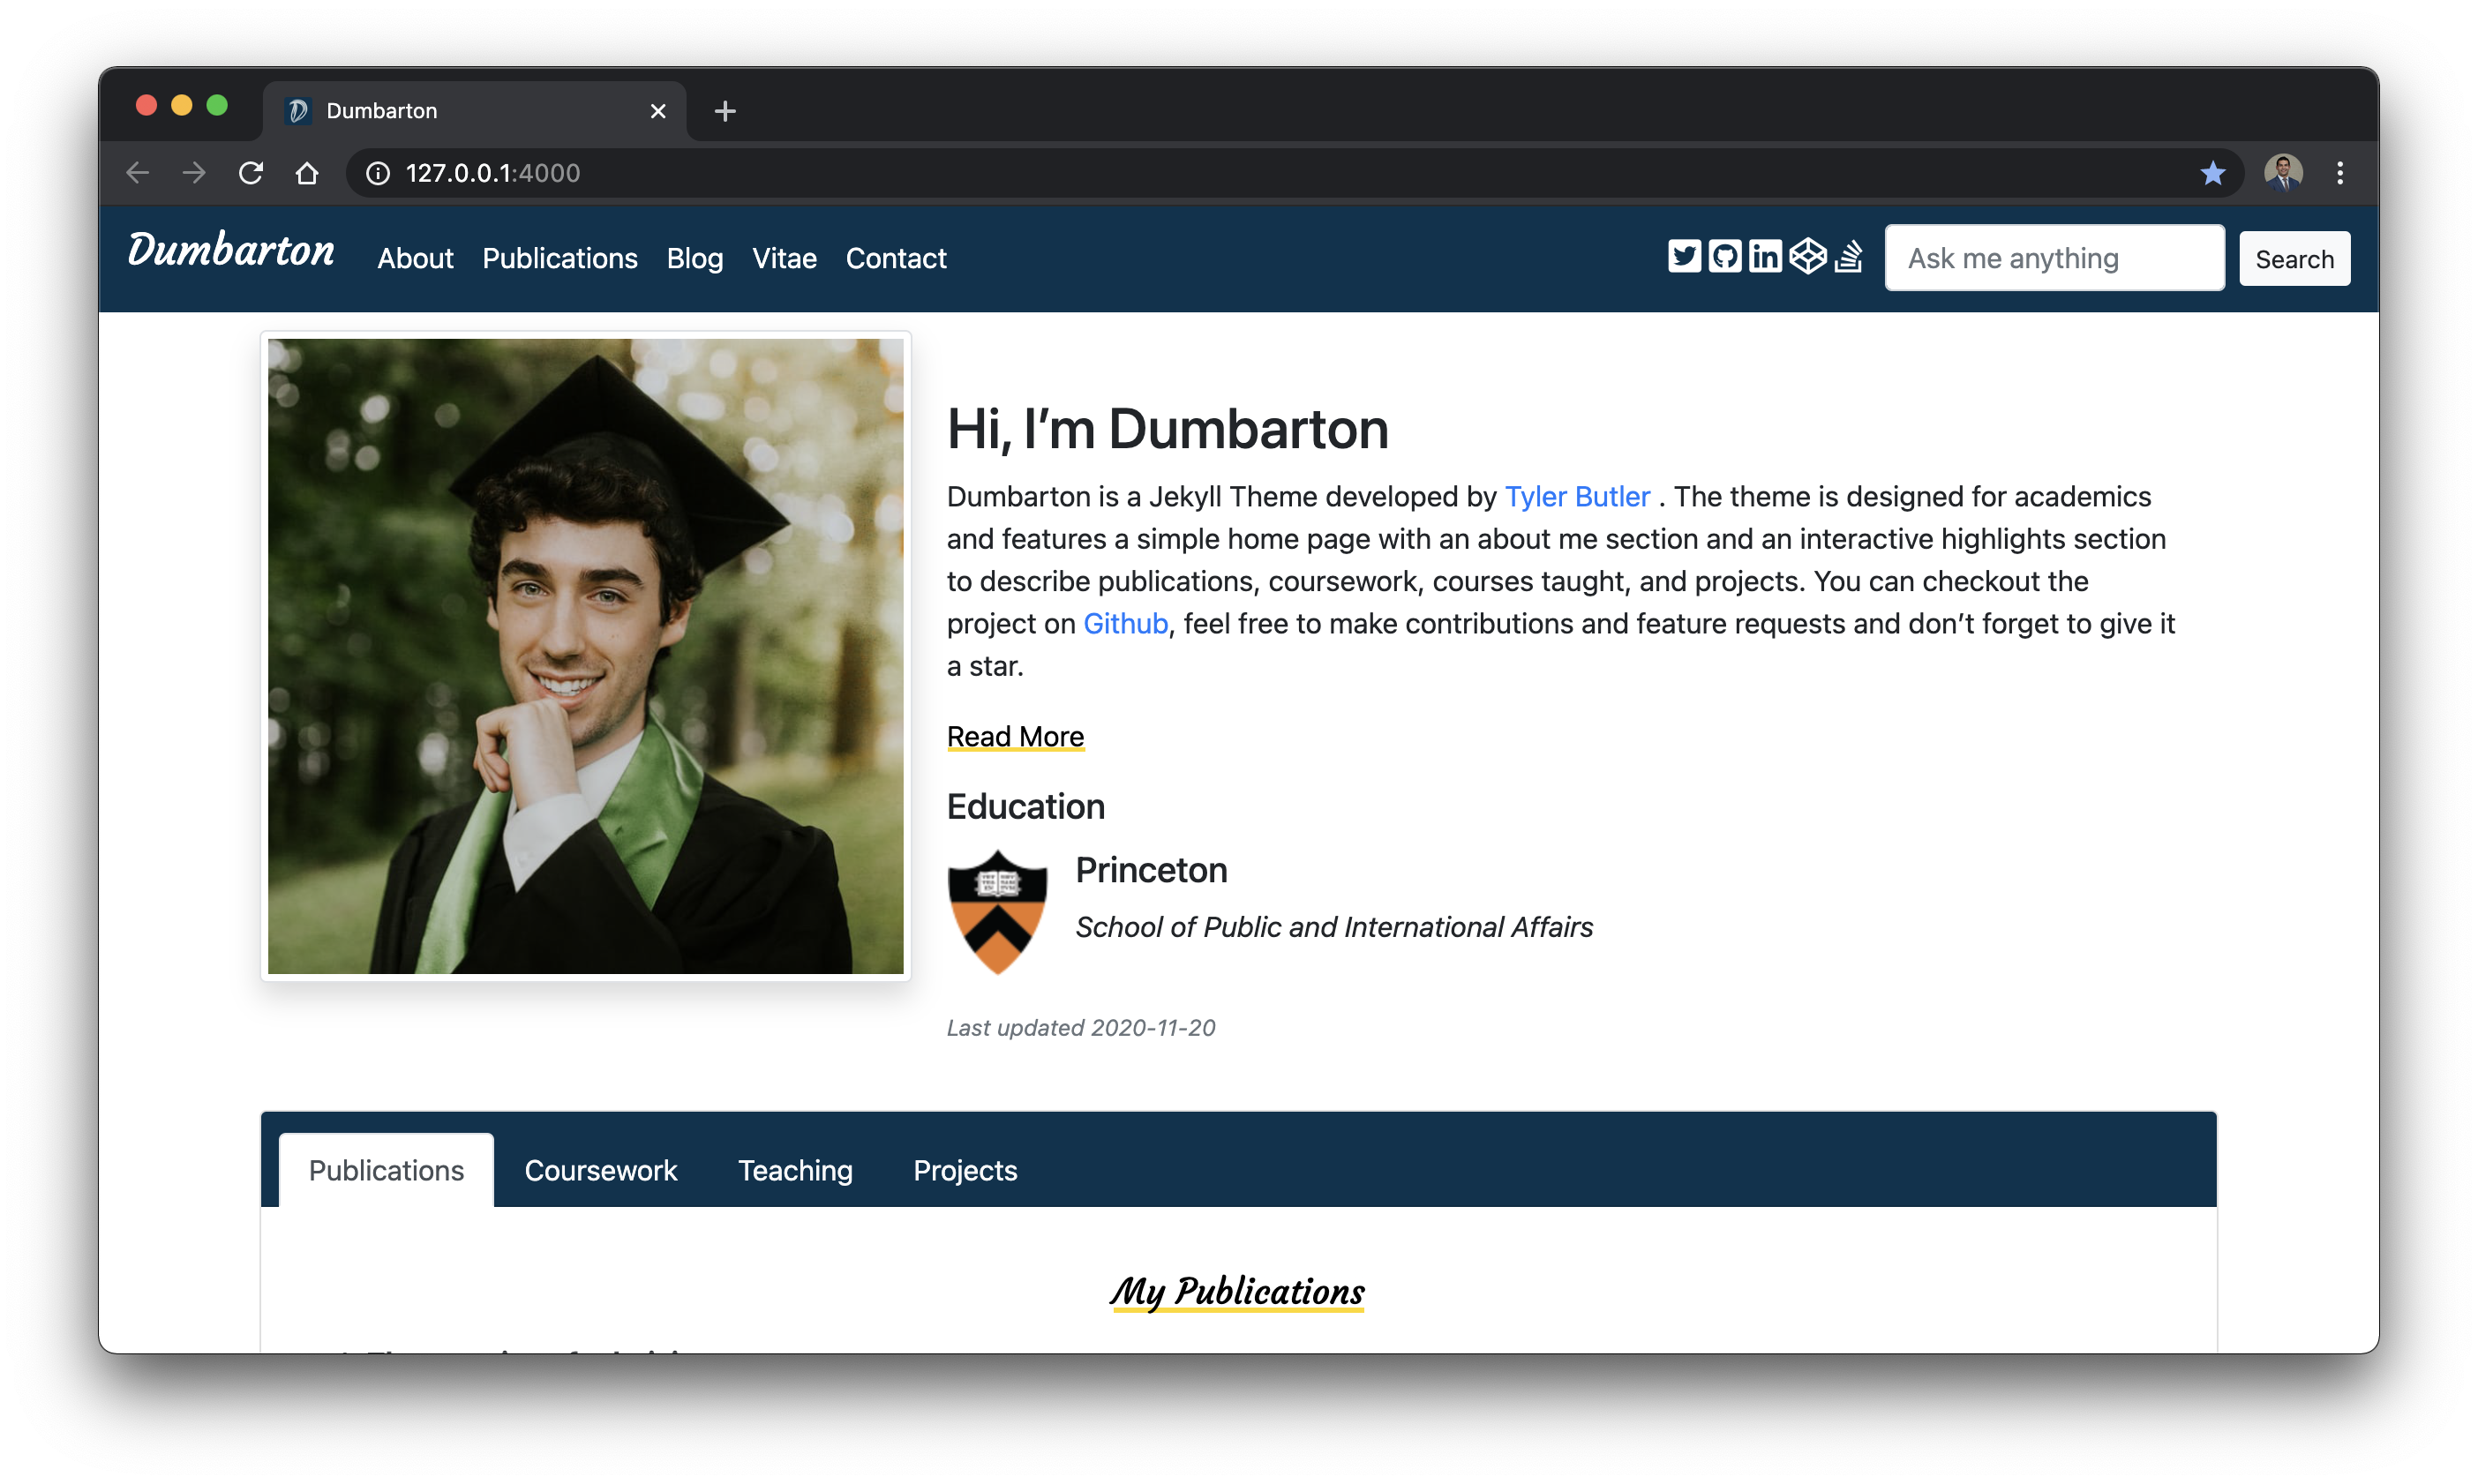 Dumbarton
127.0.0.1:4000
Dumbarton About Publications Blog Vitae Contact Ask me anything Search
Hi, I’m Dumbarton
Dumbarton is a Jekyll Theme developed by Tyler Butler . The theme is designed for academics
and features a simple home page with an about me section and an interactive highlights section
to describe publications, coursework, courses taught, and projects. You can checkout the
project on Github, feel free to make contributions and feature requests and don’t forget to give it
a star.
Read More
Education
Princeton
School of Public and International Affairs
Last updated 2020-11-20
Publications Coursework Teaching Projects
My Publications